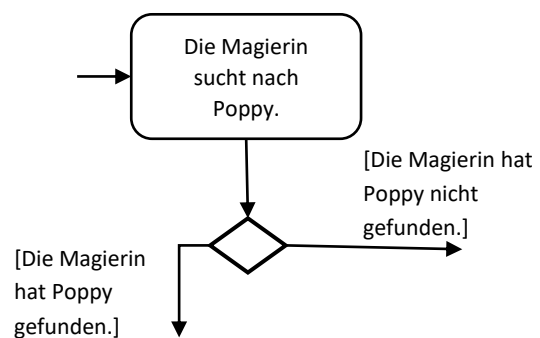 Die Magierin
sucht nach
Poppy.
[Die Magierin hat
Poppy nicht
gefunden.]
[Die Magierin
hat Poppy
gefunden.]